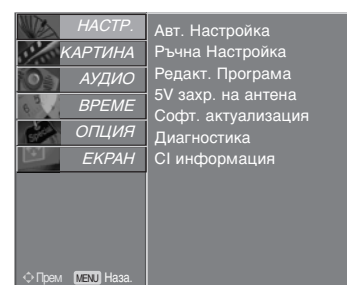 НАСТР.
КАРТИНА
АУДИО
ВРЕМЕ
ОПЦИЯ
ЕКРАН
Авт. Настройка
Ръчна Настройка
Редакт. Програма
5V захр. на антена
Софт. актуализация
Диагностика
CI информация
Прем MENU Наза.